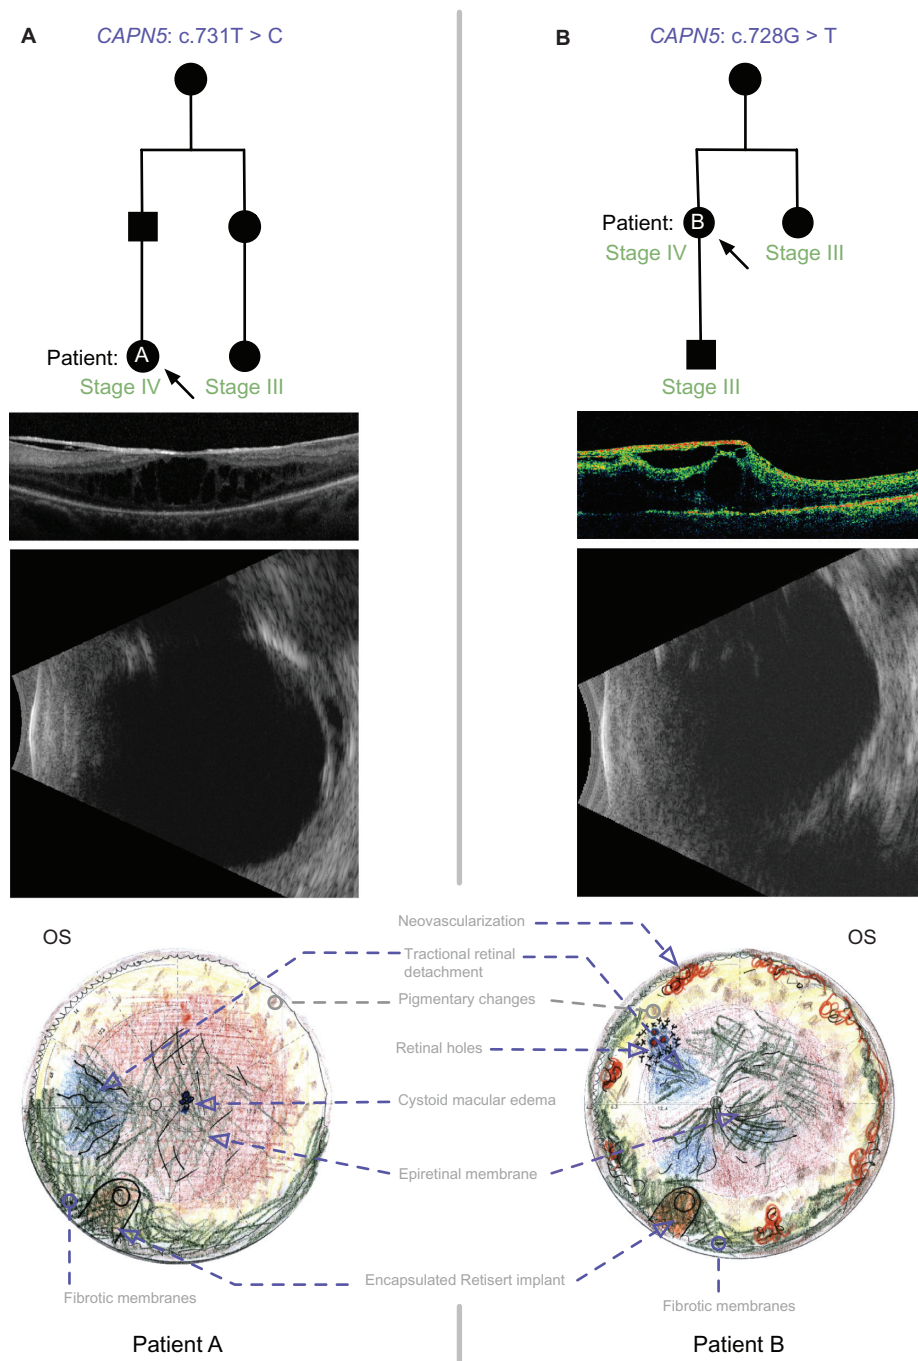 A
CAPN5: c.731T > C
Patient:
A
Stage IV
Stage III
B
CAPN5: c.728G > T
Patient:
B
Stage IV
Stage III
Stage III
OS
OS
Neovascularization
Tractional retinal
detachment
Pigmentary changes
Retinal holes
Cystoid macular edema
Epiretinal membrane
Encapsulated Retisert implant
Fibrotic membranes
Fibrotic membranes
Patient A
Patient B